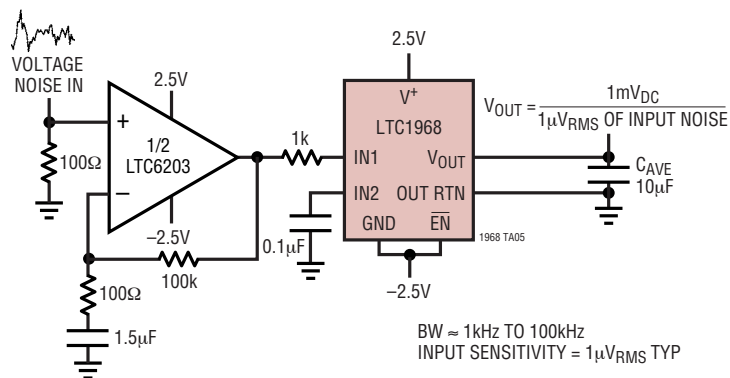 VOLTAGE
NOISE IN
100Ω
+
–
1/2
LTC6203
2.5V
–2.5V
100k
100Ω
1.5µF
1k
0.1µF
2.5V
V+
LTC1968
IN1
VOUT
IN2
OUT RTN
GND
EN
1968 TA05
–2.5V
VOUT = 1mVDC
1µVRMS OF INPUT NOISE
CAVE
10µF
BW ≈ 1kHz TO 100kHz
INPUT SENSITIVITY = 1µVRMS TYP